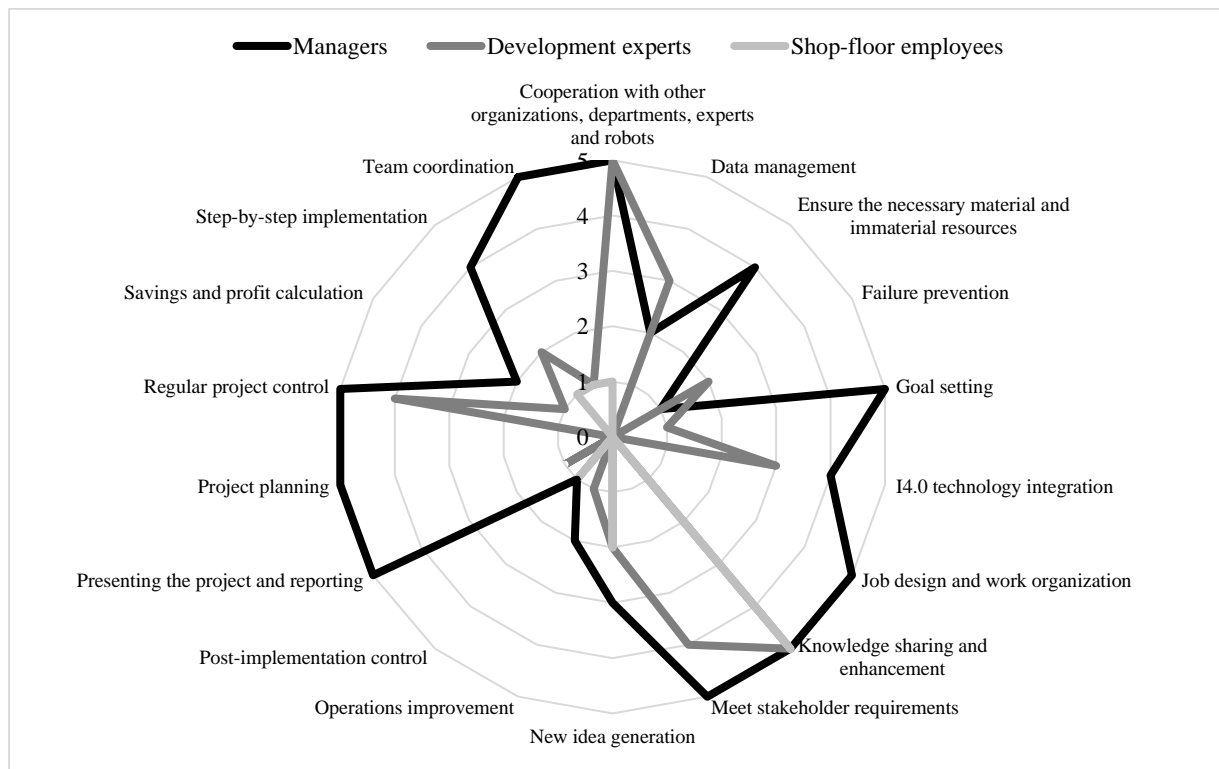 Managers
Development experts
Shop-floor employees
Cooperation with other
organizations, departments, experts
and robots
Data management
Ensure the necessary material and
immaterial resources
Failure prevention
Goal setting
I4.0 technology integration
Job design and work organization
Knowledge sharing and
enhancement
Meet stakeholder requirements
New idea generation
Operations improvement
Post-implementation control
Presenting the project and reporting
Project planning
Regular project control
Savings and profit calculation
Step-by-step implementation
Team coordination
5
4
3
2
1
0